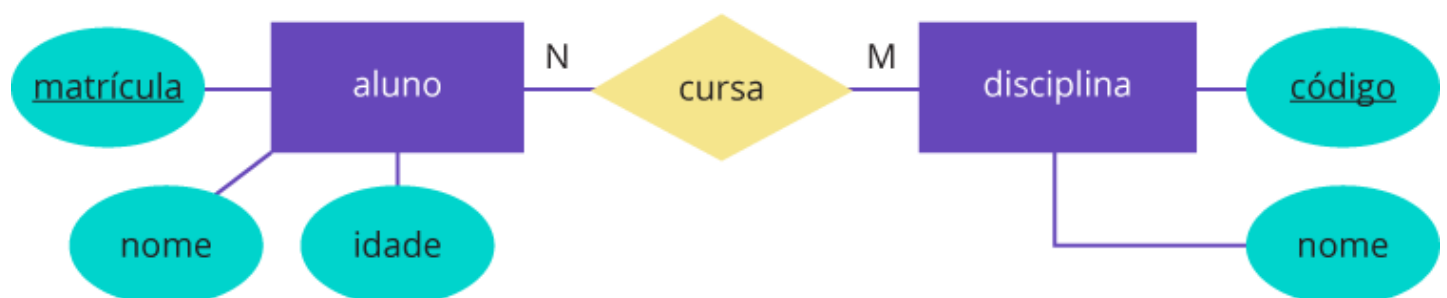 matrícula
aluno
N
cursa
M
disciplina
código
nome
idade
nome